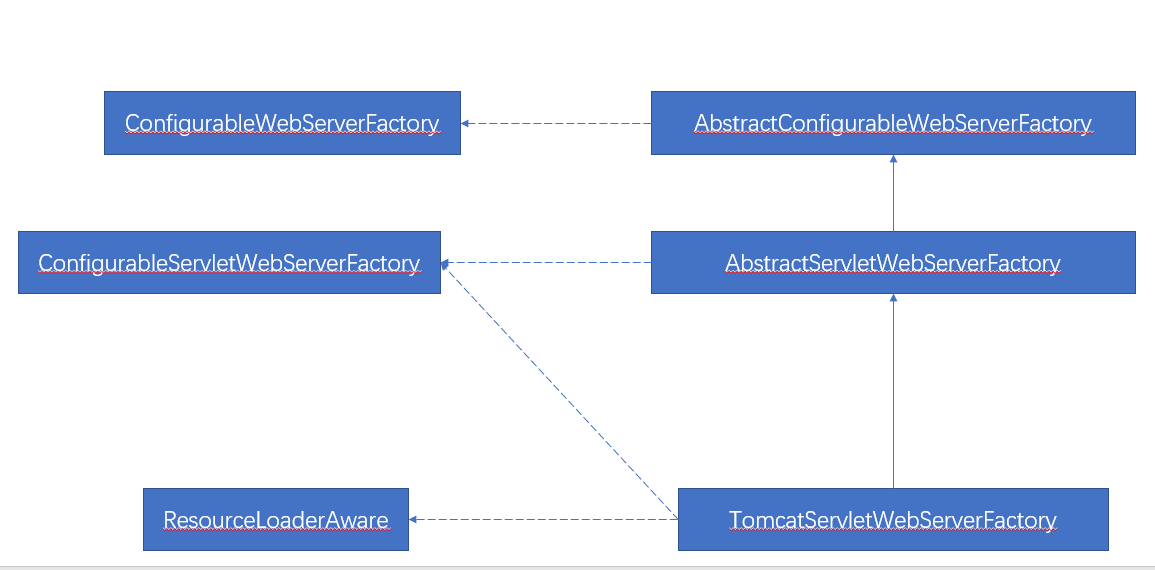 ConfigurableWebServerFactory
AbstractConfigurableWebServerFactory
ConfigurableServletWebServerFactory
AbstractServletWebServerFactory
ResourceLoaderAware
TomcatServletWebServerFactory